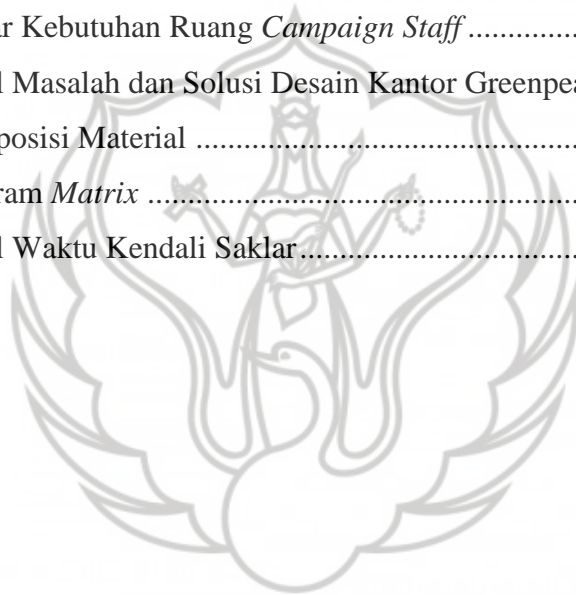 ar Kebutuhan Ruang Campaign Staff ................
l Masalah dan Solusi Desain Kantor Greenpea
posisi Material .......................................................
ram Matrix .............................................................
l Waktu Kendali Saklar........................................